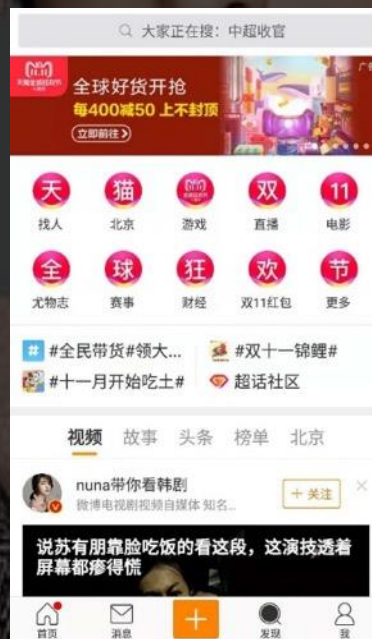 大家正在搜：中超收官
11.11
全球好货开抢
每400减50 上不封顶
立即前往
广告
天 猫 双 11
找人 北京 游戏 直播 电影
全 球 狂 欢 节
尤物志 赛事 财经 双11红包 更多
#全民带货#领大... #双十一锦鲤#
#十一月开始吃土# 超话社区
视频 故事 头条 榜单 北京
nuna带你看韩剧
微博电视剧视频自媒体 知名...
+关注
说苏有朋靠脸吃饭的看这段，这演技透着
屏幕都瘆得慌
首页 消息 发现 我